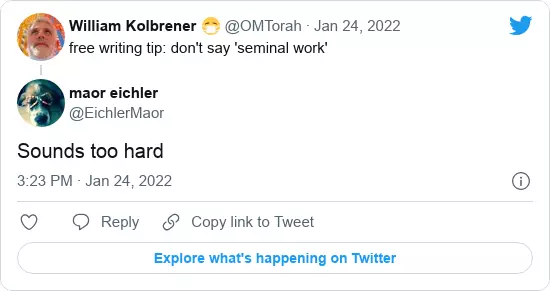 William Kolbrener 😷 @OMTorah · Jan 24, 2022
free writing tip: don't say 'seminal work'
maor eichler
@EichlerMaor
Sounds too hard
3:23 PM · Jan 24, 2022
Reply Copy link to Tweet
Explore what's happening on Twitter